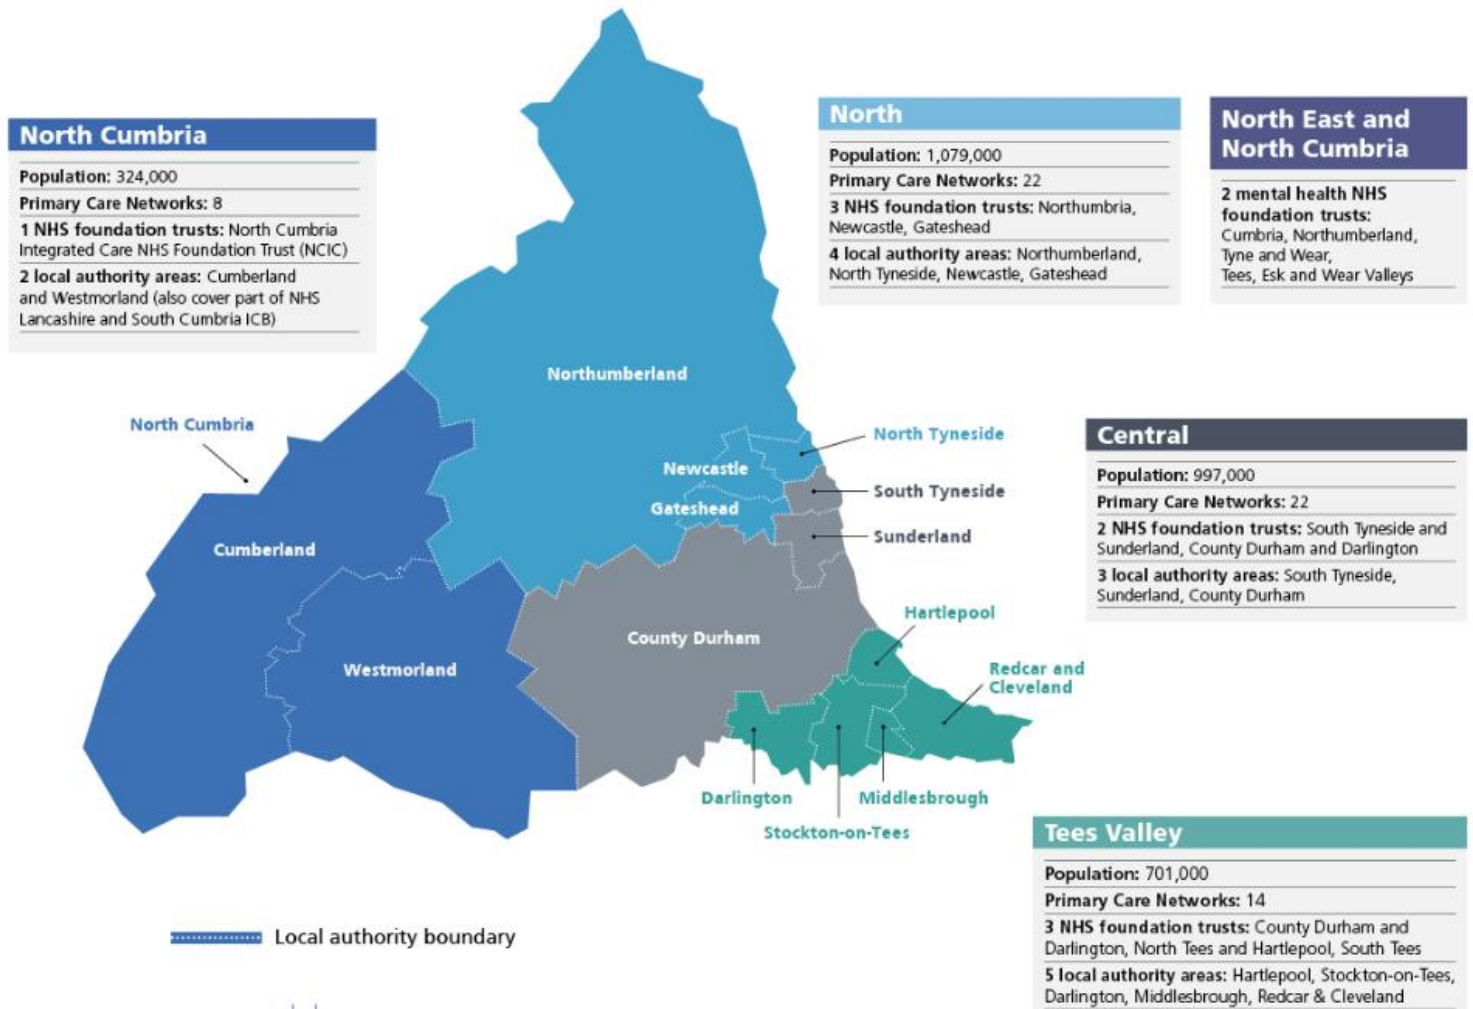 North Cumbria
Population: 324,000
Primary Care Networks: 8
1 NHS foundation trusts: North Cumbria
Integrated Care NHS Foundation Trust (NCIC)
2 local authority areas: Cumberland
and Westmorland (also cover part of NHS
Lancashire and South Cumbria ICB)
North
Population: 1,079,000
Primary Care Networks: 22
3 NHS foundation trusts: Northumbria,
Newcastle, Gateshead
4 local authority areas: Northumberland,
North Tyneside, Newcastle, Gateshead
North East and
North Cumbria
2 mental health NHS
foundation trusts:
Cumbria, Northumberland,
Tyne and Wear,
Tees, Esk and Wear Valleys
Northumberland
North Cumbria
North Tyneside
Newcastle
South Tyneside
Gateshead
Sunderland
Cumberland
Hartlepool
County Durham
Westmorland
Redcar and
Cleveland
Darlington
Middlesbrough
Stockton-on-Tees
Central
Population: 997,000
Primary Care Networks: 22
2 NHS foundation trusts: South Tyneside and
Sunderland, County Durham and Darlington
3 local authority areas: South Tyneside,
Sunderland, County Durham
Tees Valley
Population: 701,000
Primary Care Networks: 14
3 NHS foundation trusts: County Durham and
Darlington, North Tees and Hartlepool, South Tees
5 local authority areas: Hartlepool, Stockton-on-Tees,
Darlington, Middlesbrough, Redcar & Cleveland
Local authority boundary